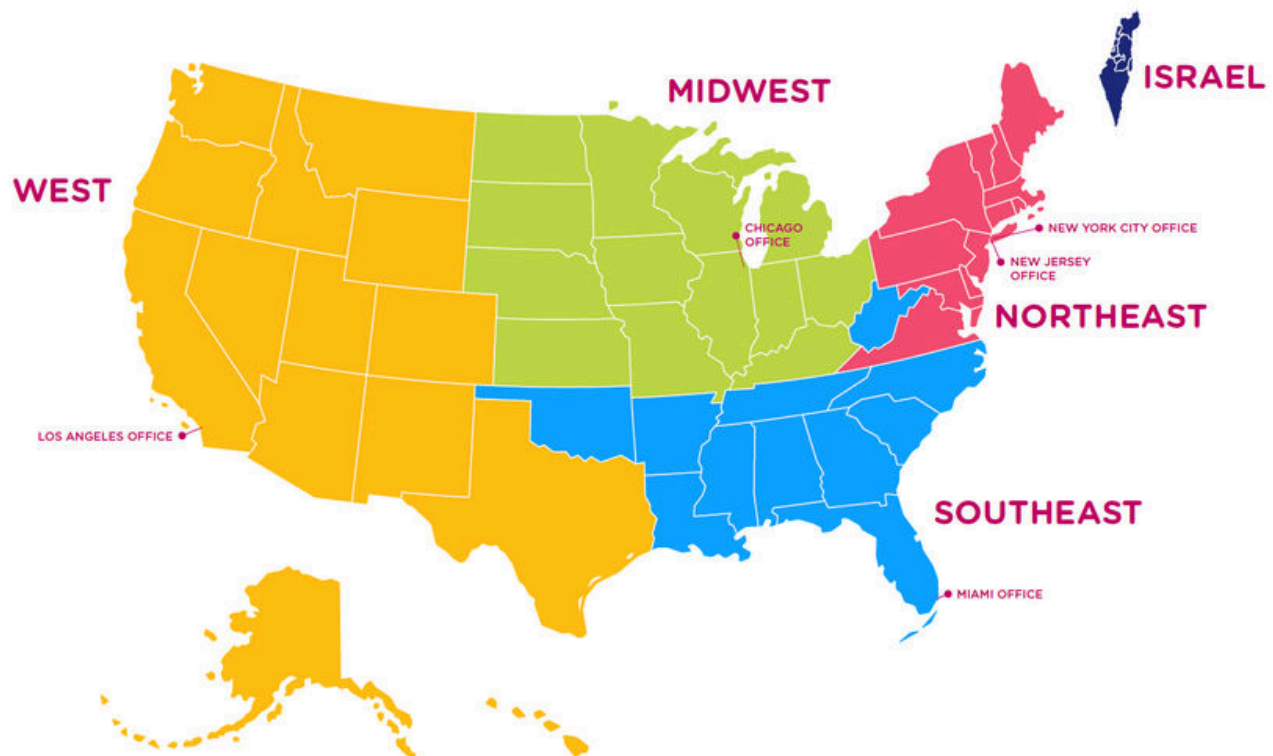 MIDWEST
ISRAEL
WEST
CHICAGO
OFFICE
NEW YORK CITY OFFICE
NEW JERSEY
OFFICE
NORTHEAST
LOS ANGELES OFFICE
SOUTHEAST
MIAMI OFFICE